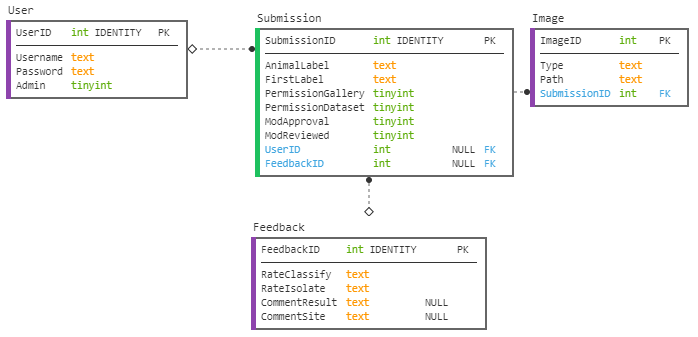 User
UserID int IDENTITY PK
Username text
Password text
Admin tinyint
Submission
SubmissionID int IDENTITY PK
AnimalLabel text
FirstLabel text
PermissionGallery tinyint
PermissionDataset tinyint
ModApproval tinyint
ModReviewed tinyint
UserID int NULL FK
FeedbackID int NULL FK
Image
ImageID int PK
Type text
Path text
SubmissionID int FK
Feedback
FeedbackID int IDENTITY PK
RateClassify text
RateIsolate text
CommentResult text NULL
CommentSite text NULL